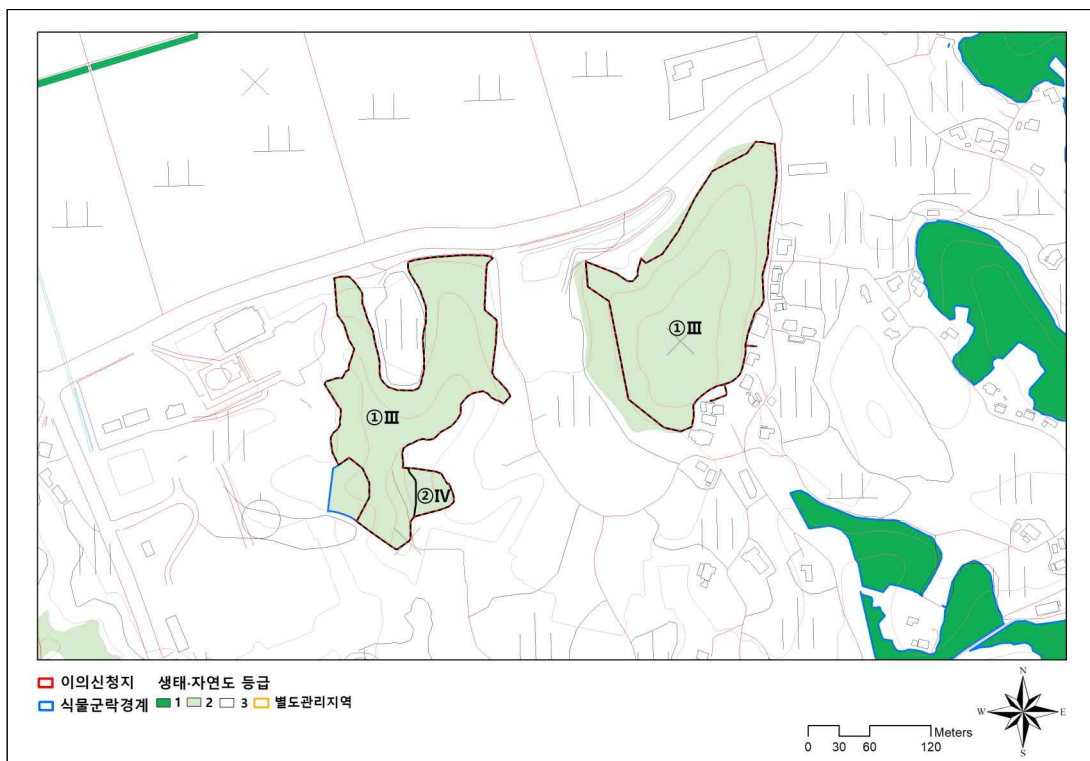 ①Ⅲ
①Ⅲ
②Ⅳ
이의신청지 생태·자연도 등급
식물군락경계 1 2 3 별도관리지역
N
W E
S
Meters
0 30 60 120